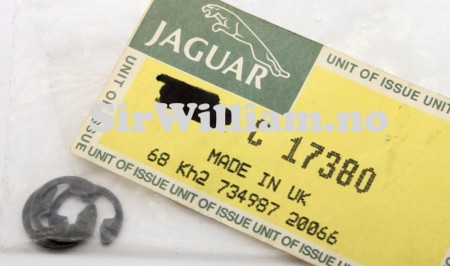 JAGUAR
UNIT OF ISSUE UNIT
UNIT OF ISSUE
SirWilliam.no
C 17380
MADE IN UK
68 Kh2 734987 20066
UNIT OF ISSUE UNIT OF ISSUE UNIT OF ISSUE UNIT OF ISSUE